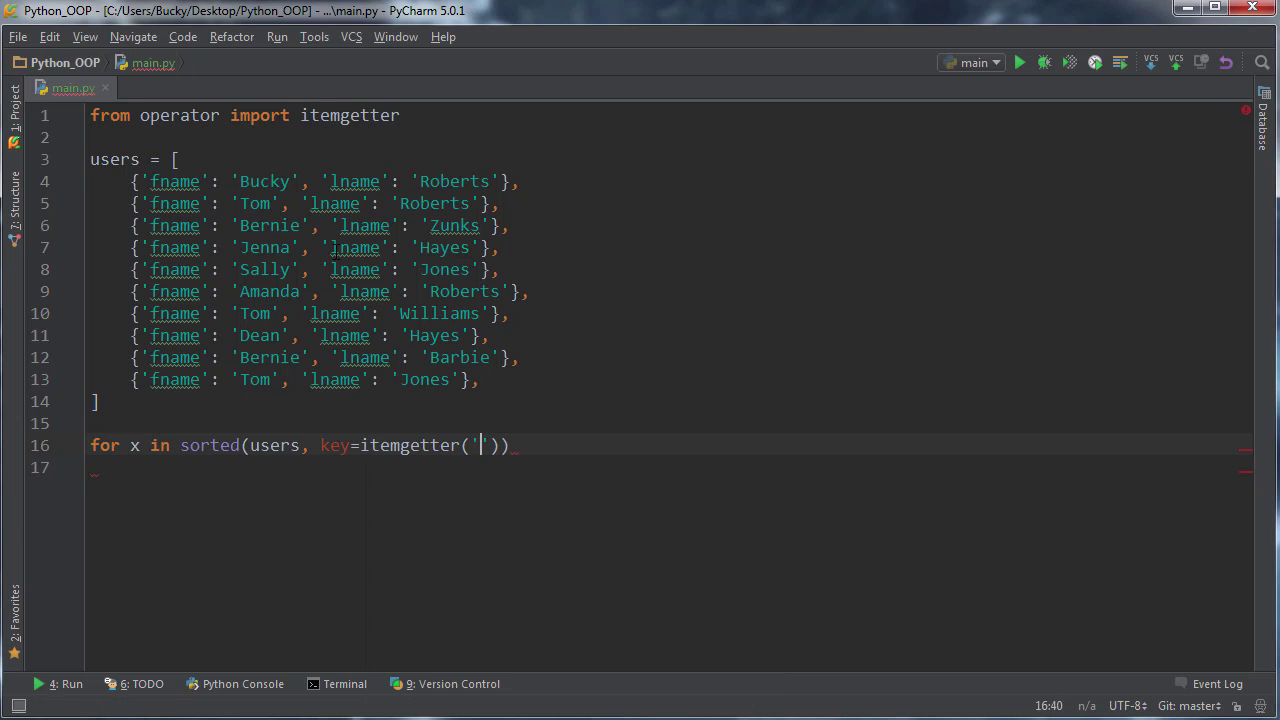 Python_OOP - [C:/Users/Bucky/Desktop/Python_OOP] - ...\main.py - PyCharm 5.0.1
File Edit View Navigate Code Refactor Run Tools VCS Window Help
Python_OOP main.py main VCS VCS
main.py
1: Project
7: Structure
2: Favorites
Database
1 from operator import itemgetter
2
3 users = [
4 {'fname': 'Bucky', 'lname': 'Roberts'},
5 {'fname': 'Tom', 'lname': 'Roberts'},
6 {'fname': 'Bernie', 'lname': 'Zunks'},
7 {'fname': 'Jenna', 'lname': 'Hayes'},
8 {'fname': 'Sally', 'lname': 'Jones'},
9 {'fname': 'Amanda', 'lname': 'Roberts'},
10 {'fname': 'Tom', 'lname': 'Williams'},
11 {'fname': 'Dean', 'lname': 'Hayes'},
12 {'fname': 'Bernie', 'lname': 'Barbie'},
13 {'fname': 'Tom', 'lname': 'Jones'},
14 ]
15
16 for x in sorted(users, key=itemgetter(''))
17
4: Run 6: TODO Python Console Terminal 9: Version Control Event Log
16:40 n/a UTF-8 Git: master